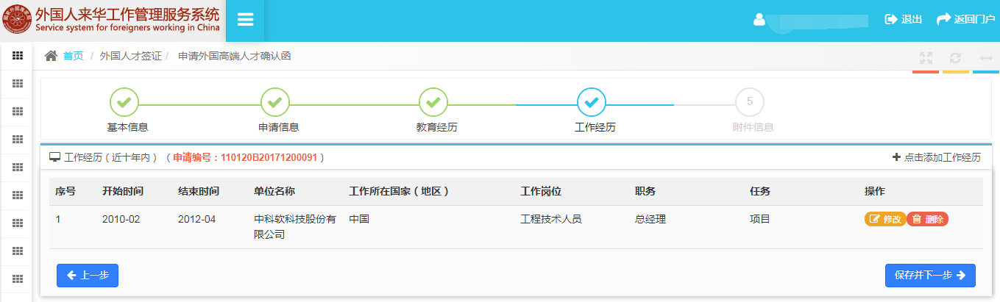 外国人来华工作管理服务系统
Service system for foreigners working in China
退出
返回门户
首页 / 外国人才签证 / 申请外国高端人才确认函
5
基本信息 申请信息 教育经历 工作经历 附件信息
工作经历（近十年内）（申请编号：110120B20171200091）
点击添加工作经历
序号 开始时间 结束时间 单位名称 工作所在国家（地区） 工作岗位 职务 任务 操作
1 2010-02 2012-04 中科软科技股份有 中国 工程技术人员 总经理 项目 修改 删除
限公司
上一步
保存并下一步